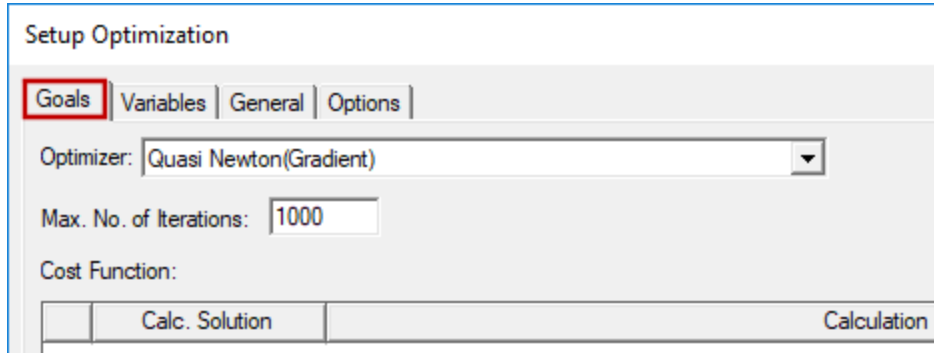 Setup Optimization
Goals Variables General Options
Optimizer: Quasi Newton(Gradient)
Max. No. of Iterations: 1000
Cost Function:
Calc. Solution Calculation